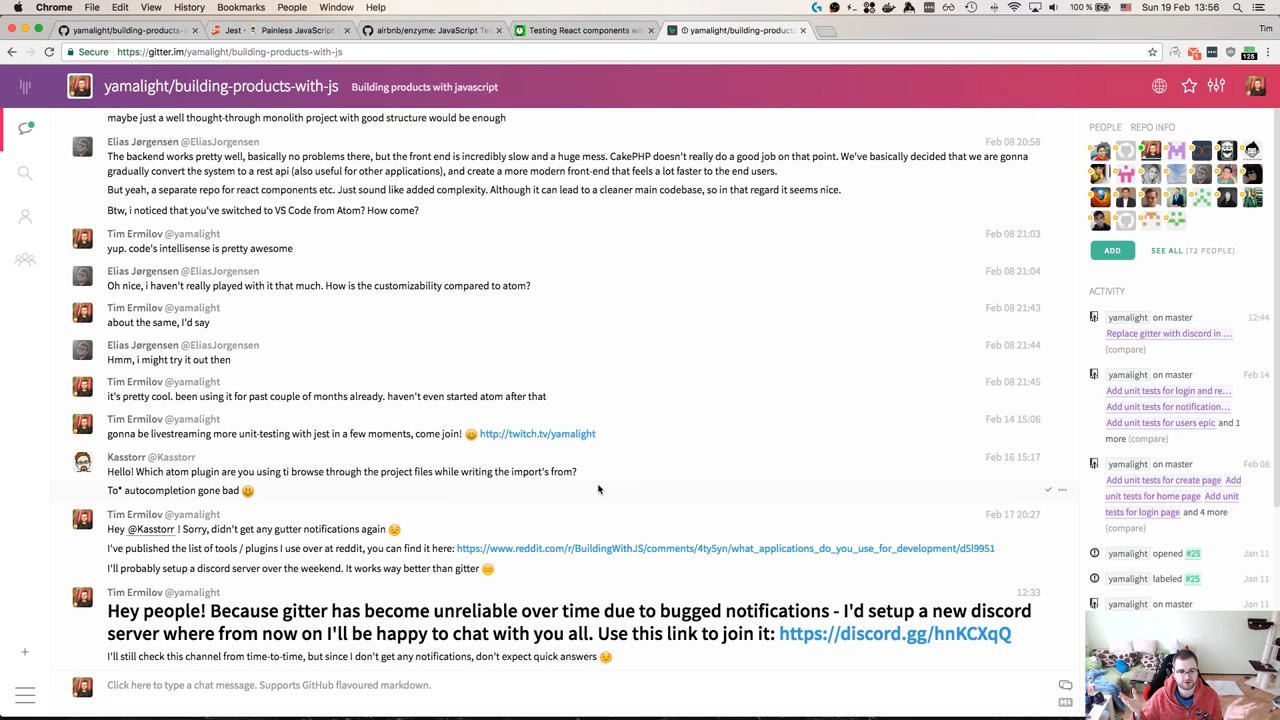 Chrome File Edit View History Bookmarks People Window Help
100 % Sun 19 Feb 13:56
yamalight/building-products-w
Jest · Painless JavaScript T
airbnb/enzyme: JavaScript Te
Testing React components wi
yamalight/building-products
Tim
Secure https://gitter.im/yamalight/building-products-with-js
125
yamalight/building-products-with-js Building products with javascript
maybe just a well thought-through monolith project with good structure would be enough
Elias Jørgensen @EliasJorgensen Feb 08 20:58
The backend works pretty well, basically no problems there, but the front end is incredibly slow and a huge mess. CakePHP doesn't really do a good job on that point. We've basically decided that we are gonna
gradually convert the system to a rest api (also useful for other applications), and create a more modern front-end that feels a lot faster to the end users.
But yeah, a separate repo for react components etc. Just sound like added complexity. Although it can lead to a cleaner main codebase, so in that regard it seems nice.
Btw, i noticed that you've switched to VS Code from Atom? How come?
Tim Ermilov @yamalight Feb 08 21:03
yup. code's intellisense is pretty awesome
Elias Jørgensen @EliasJorgensen Feb 08 21:04
Oh nice, i haven't really played with it that much. How is the customizability compared to atom?
Tim Ermilov @yamalight Feb 08 21:43
about the same, I'd say
Elias Jørgensen @EliasJorgensen Feb 08 21:44
Hmm, i might try it out then
Tim Ermilov @yamalight Feb 08 21:45
it's pretty cool. been using it for past couple of months already. haven't even started atom after that
Tim Ermilov @yamalight Feb 14 15:06
gonna be livestreaming more unit-testing with jest in a few moments, come join! http://twitch.tv/yamalight
Kasstorr @Kasstorr Feb 16 15:17
Hello! Which atom plugin are you using ti browse through the project files while writing the import's from?
To* autocompletion gone bad
Tim Ermilov @yamalight Feb 17 20:27
Hey @Kasstorr ! Sorry, didn't get any gutter notifications again
I've published the list of tools / plugins I use over at reddit, you can find it here: https://www.reddit.com/r/BuildingWithJS/comments/4ty5yn/what_applications_do_you_use_for_development/d5l9951
I'll probably setup a discord server over the weekend. It works way better than gitter
Tim Ermilov @yamalight 12:33
Hey people! Because gitter has become unreliable over time due to bugged notifications - I'd setup a new discord
server where from now on I'll be happy to chat with you all. Use this link to join it: https://discord.gg/hnKCXqQ
I'll still check this channel from time-to-time, but since I don't get any notifications, don't expect quick answers
Click here to type a chat message. Supports GitHub flavoured markdown.
PEOPLE REPO INFO
ADD SEE ALL (72 PEOPLE)
ACTIVITY
yamalight on master 12:44
Replace gitter with discord in ...
(compare)
yamalight on master Feb 14
Add unit tests for login and re...
Add unit tests for notification...
Add unit tests for users epic and 1
more (compare)
yamalight on master Feb 08
Add unit tests for create page Add
unit tests for home page Add unit
tests for login page and 4 more
(compare)
yamalight opened #25 Jan 11
yamalight labeled #25 Jan 11
yamalight on master Jan 11